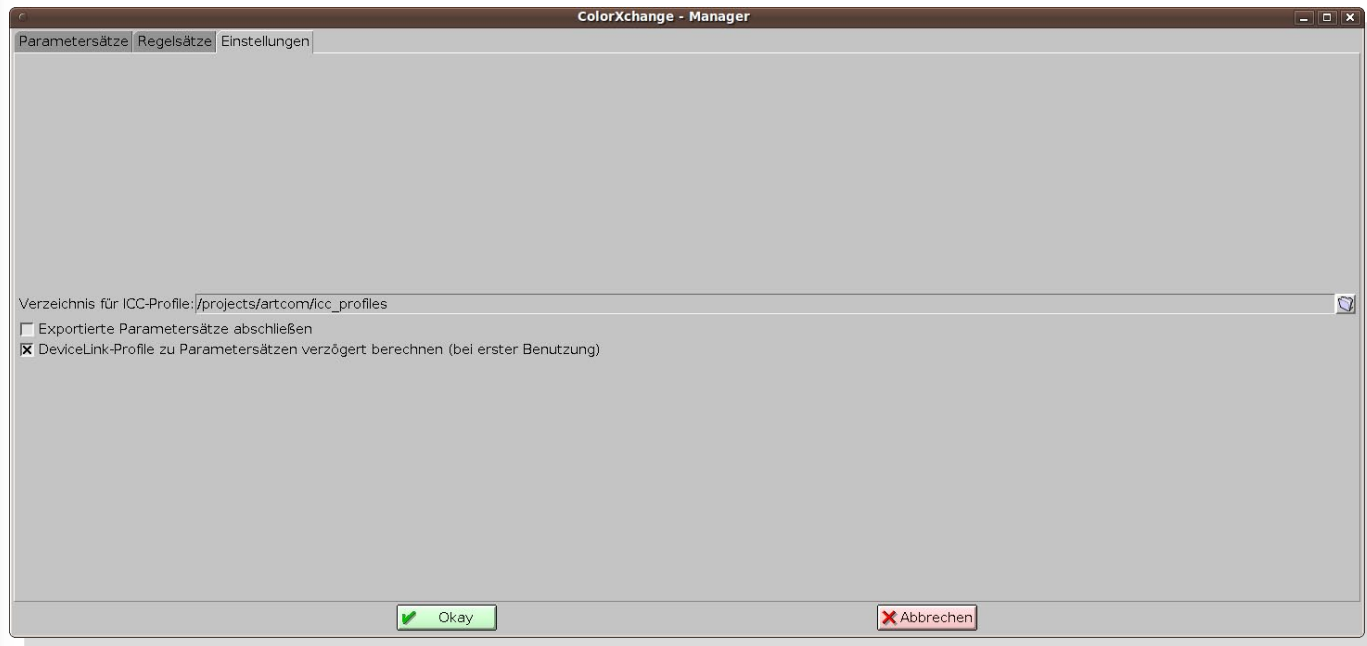 ColorXchange - Manager
Parametersätze Regelsätze Einstellungen
Verzeichnis für ICC-Profile: /projects/artcom/icc_profiles
Exportierte Parametersätze abschließen
DeviceLink-Profile zu Parametersätzen verzögert berechnen (bei erster Benutzung)
Okay Abbrechen